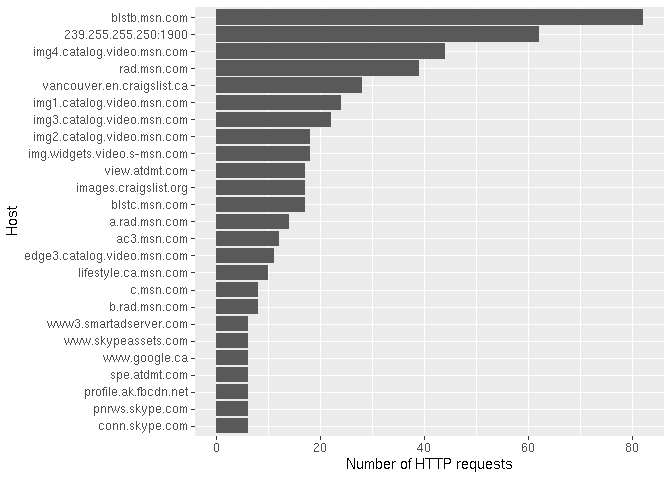 blstb.msn.com
239.255.255.250:1900
img4.catalog.video.msn.com
rad.msn.com
vancouver.en.craigslist.ca
img1.catalog.video.msn.com
img3.catalog.video.msn.com
img2.catalog.video.msn.com
img.widgets.video.s-msn.com
view.atdmt.com
images.craigslist.org
blstc.msn.com
a.rad.msn.com
ac3.msn.com
edge3.catalog.video.msn.com
lifestyle.ca.msn.com
c.msn.com
b.rad.msn.com
www3.smartadserver.com
www.skypeassets.com
www.google.ca
spe.atdmt.com
profile.ak.fbcdn.net
pnrws.skype.com
conn.skype.com
Host
0 20 40 60 80
Number of HTTP requests